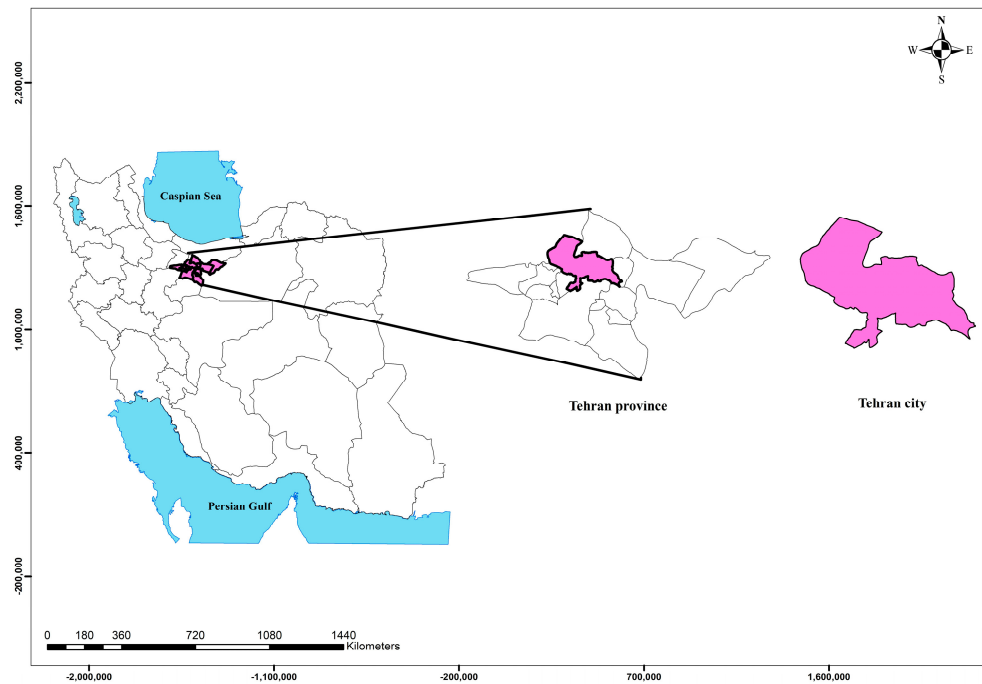 N
W E
S
2,200,000
1,600,000
1,000,000
400,000
-200,000
Caspian Sea
Persian Gulf
Tehran province
Tehran city
0 180 360 720 1080 1440
Kilometers
-2,000,000 -1,100,000 -200,000 700,000 1,600,000